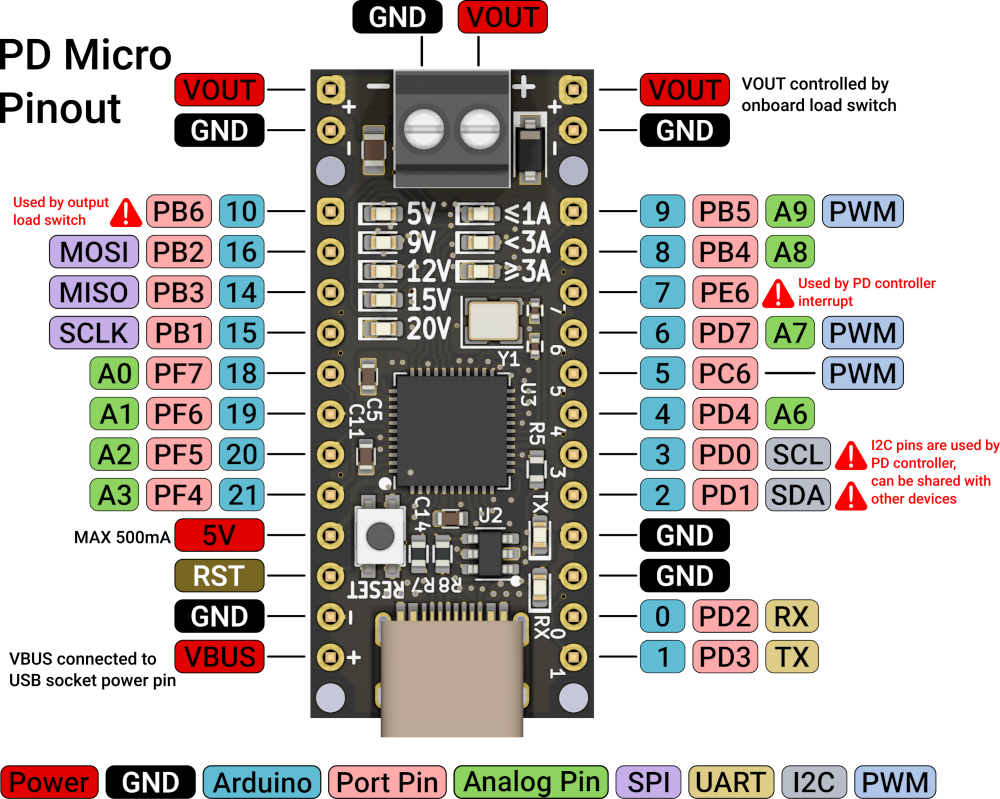 GND VOUT
PD Micro
Pinout
VOUT
GND
VOUT VOUT controlled by
onboard load switch
GND
- +
+ +
- -
Used by output
load switch
PB6 10
MOSI PB2 16
MISO PB3 14
SCLK PB1 15
A0 PF7 18
A1 PF6 19
A2 PF5 20
A3 PF4 21
MAX 500mA 5V
RST
GND
VBUS connected to
USB socket power pin
VBUS
5V ≤1A
9V <3A
12V ≥3A
15V
20V
Y1
U3
C5
C11
R5
C14
U2
TX
RESET
R7
R8
RX
7
6
5
4
3
0
1
-
+
9 PB5 A9 PWM
8 PB4 A8
7 PE6 Used by PD controller
interrupt
6 PD7 A7 PWM
5 PC6 PWM
4 PD4 A6
3 PD0 SCL
2 PD1 SDA
I2C pins are used by
PD controller,
can be shared with
other devices
GND
GND
0 PD2 RX
1 PD3 TX
Power GND Arduino Port Pin Analog Pin SPI UART I2C PWM